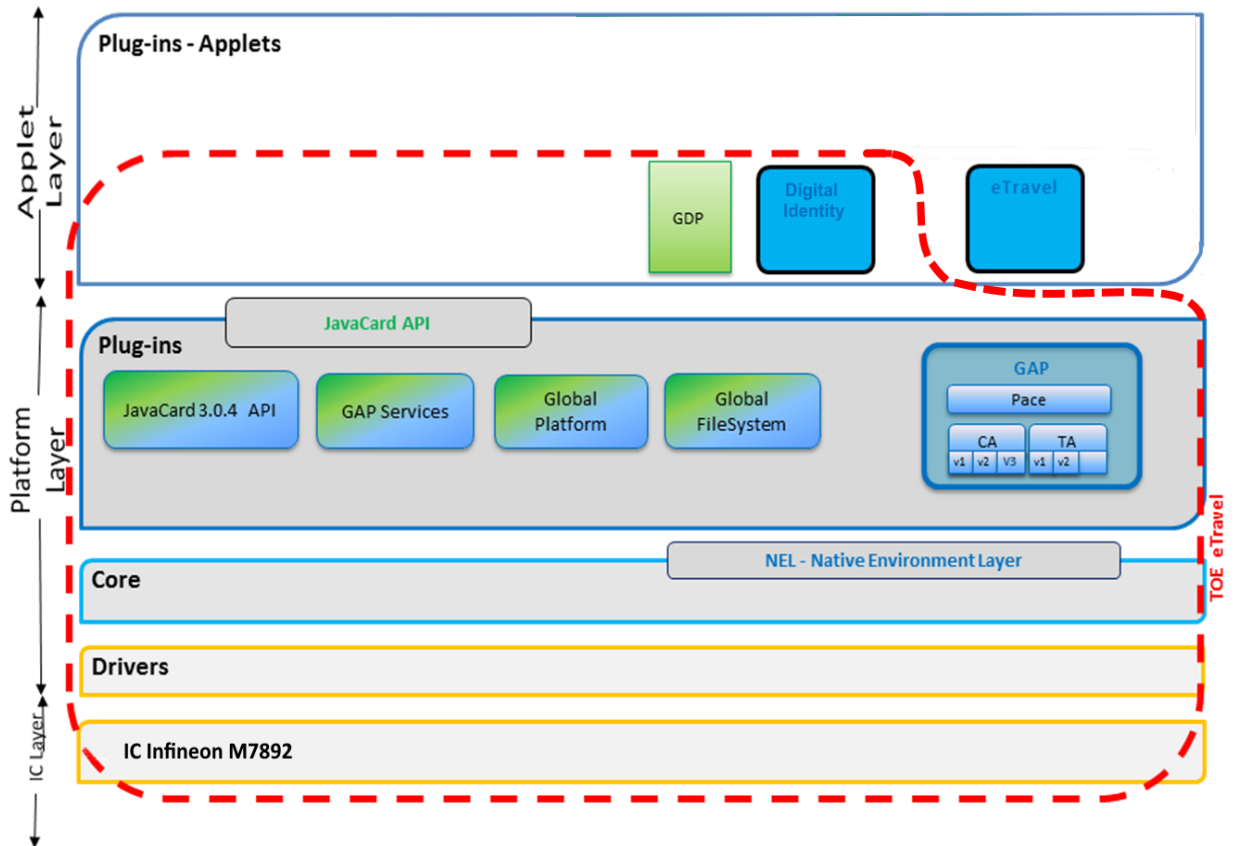 Plug-ins - Applets
Applet
Layer
GDP
Digital
Identity
eTravel
JavaCard API
Plug-ins
JavaCard 3.0.4 API
GAP Services
Global
Platform
Global
FileSystem
GAP
Pace
CA
TA
v1 v2 V3
v1 v2
Platform
Layer
TOE eTravel
NEL - Native Environment Layer
Core
Drivers
IC Layer
IC Infineon M7892